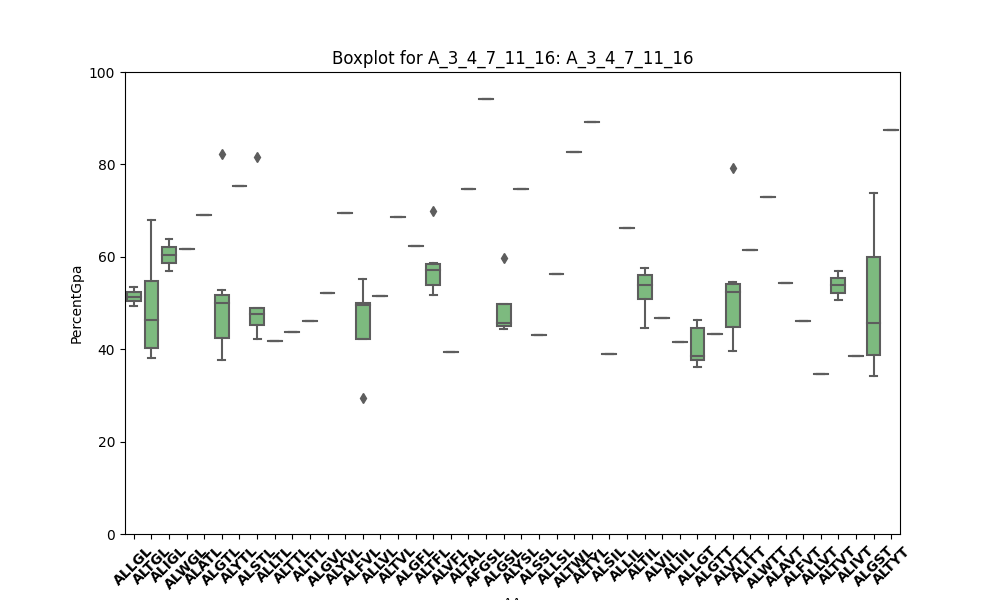 Boxplot for A_3_4_7_11_16: A_3_4_7_11_16
100
80
60
40
20
0
PercentGpa
ALLGL
ALTGL
ALIGL
ALWGL
ALATL
ALGTL
ALYTL
ALSTL
ALLTL
ALTTL
ALITL
ALGVL
ALYVL
ALFVL
ALLVL
ALTVL
ALGFL
ALTFL
ALVFL
ALTAL
AFGSL
ALGSL
ALYSL
ALSSL
ALLSL
ALTWL
ALTYL
ALSIL
ALLIL
ALTIL
ALVIL
ALIIL
ALLGT
ALGTT
ALVTT
ALITT
ALWTT
ALAVT
ALFVT
ALLVT
ALTVT
ALIVT
ALGST
ALTYT